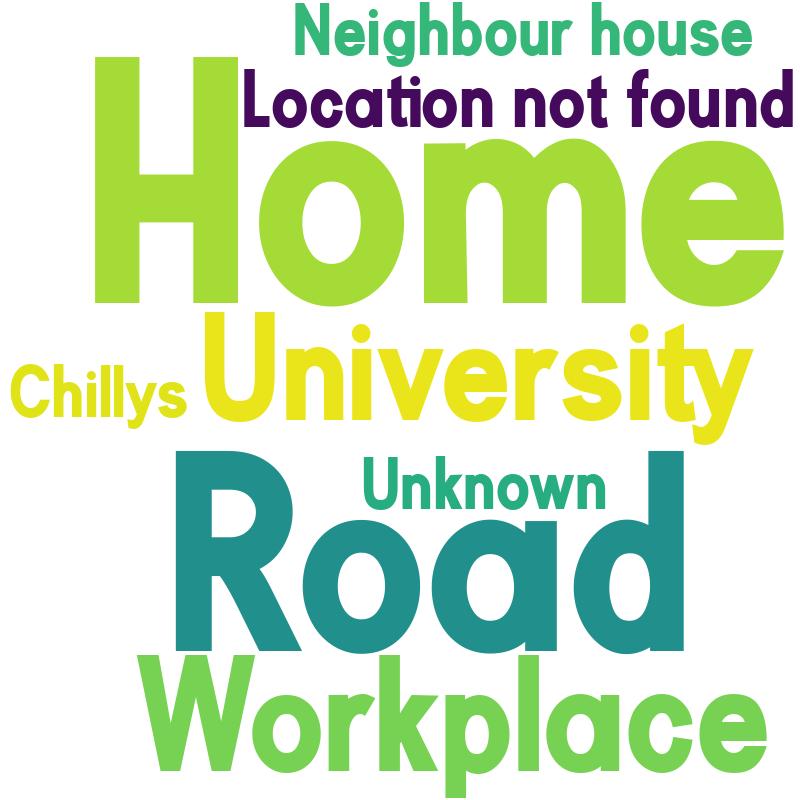 Neighbour house
Location not found
Home
Chillys University
Unknown
Road
Workplace